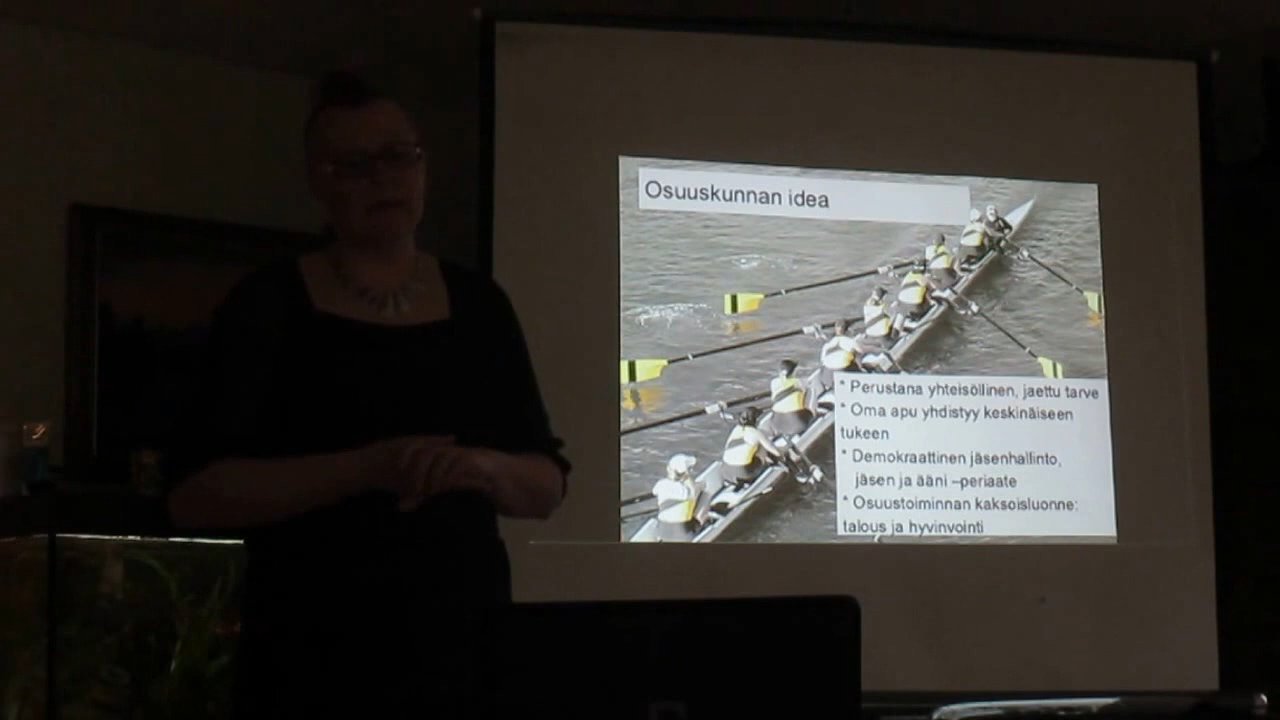 Osuuskunnan idea
* Perustana yhteisöllinen, jaettu tarve
* Oma apu yhdistyy keskinäiseen
tukeen
* Demokraattinen jäsenhallinto,
jäsen ja ääni –periaate
* Osuustoiminnan kaksoisluonne:
talous ja hyvinvointi